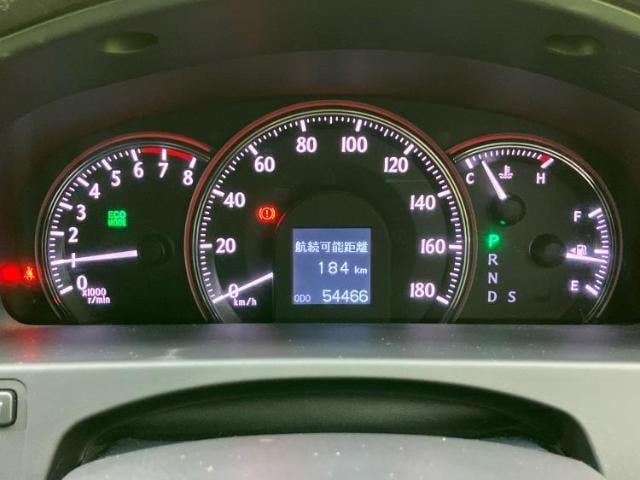 0 1 2 3 4 5 6 7 8
x1000
r/min
ECO
MODE
0 20 40 60 80 100 120 140 160 180
km/h
航続可能距離
184 km
ODO 54466
C H
F
E
P
R
N
D S